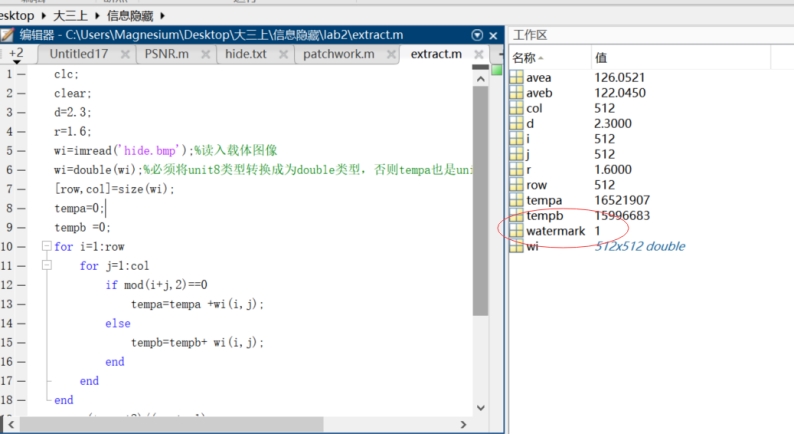 esktop ▸ 大三上 ▸ 信息隐藏 ▸
编辑器 - C:\Users\Magnesium\Desktop\大三上\信息隐藏\lab2\extract.m
+2 Untitled17 PSNR.m hide.txt patchwork.m extract.m
1 — clc;
2 — clear;
3 — d=2.3;
4 — r=1.6;
5 — wi=imread('hide.bmp');%读入载体图像
6 — wi=double(wi);%必须将unit8类型转换成为double类型, 否则tempa也是uni
7 — [row,col]=size(wi);
8 — tempa=0;
9 — tempb =0;
10 — for i=1:row
11 — for j=1:col
12 — if mod(i+j,2)==0
13 — tempa=tempa +wi(i,j);
14 — else
15 — tempb=tempb+ wi(i,j);
16 — end
17 — end
18 — end
工作区
名称 值
avea 126.0521
aveb 122.0450
col 512
d 2.3000
i 512
j 512
r 1.6000
row 512
tempa 16521907
tempb 15996683
watermark 1
wi 512x512 double